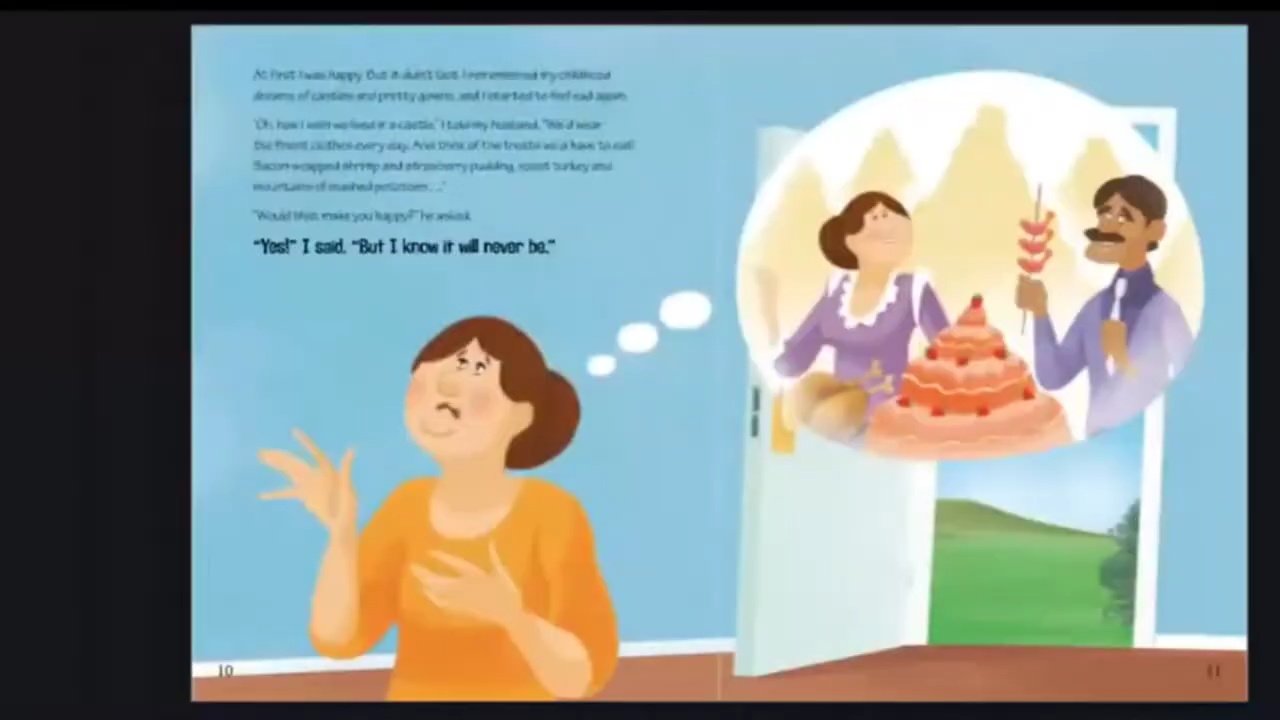 At first I was happy. But it didn't last. I remembered my childhood
dreams of castles and pretty gowns, and I started to feel sad again.
"Oh, how I wish we lived in a castle," I told my husband. "We'd wear
the finest clothes every day. And think of the treats we'd have to eat!
Bacon-wrapped shrimp and strawberry pudding, roast turkey and
mountains of mashed potatoes . . ."
"Would that make you happy?" he asked.
"Yes!" I said. "But I know it will never be."
10
11